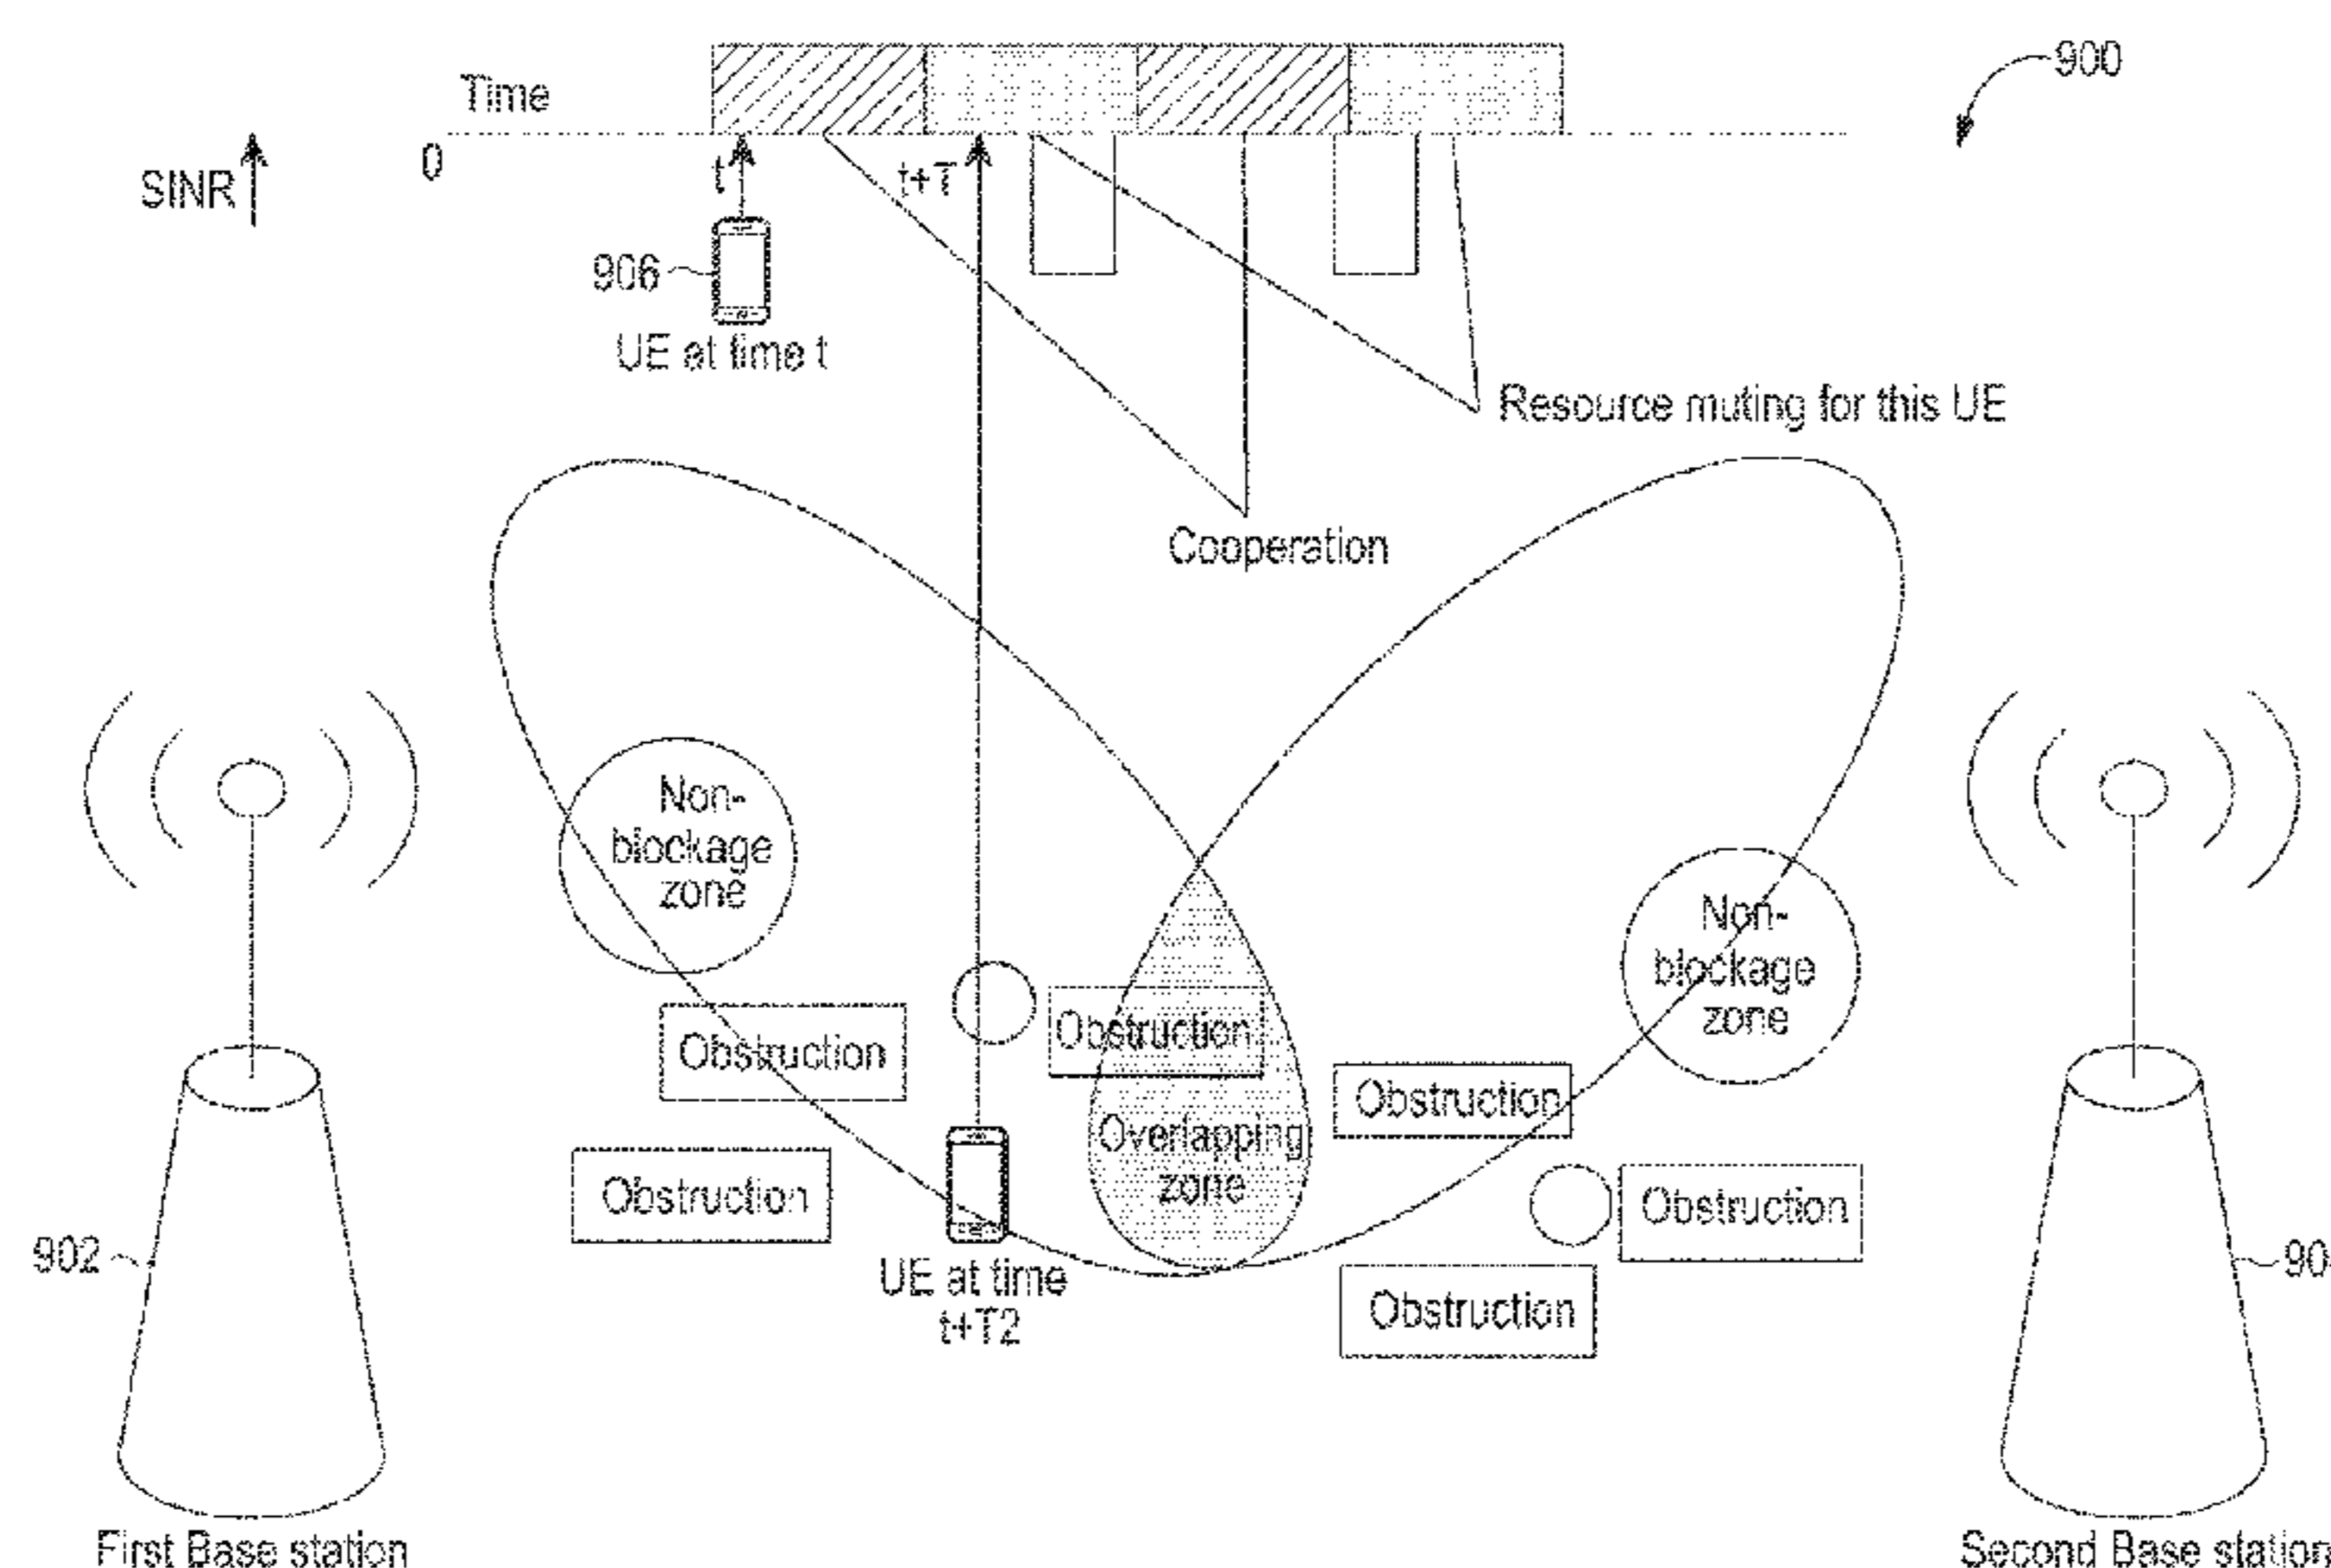 Time
900
0
SINR
t
t+T
906
UE at time t
Resource muting for this UE
Cooperation
Non-
blockage
zone
Non-
blockage
zone
Obstruction
Obstruction
Obstruction
Overlapping
zone
Obstruction
Obstruction
Obstruction
UE at time
t+T2
902
90
First Base station
Second Base station